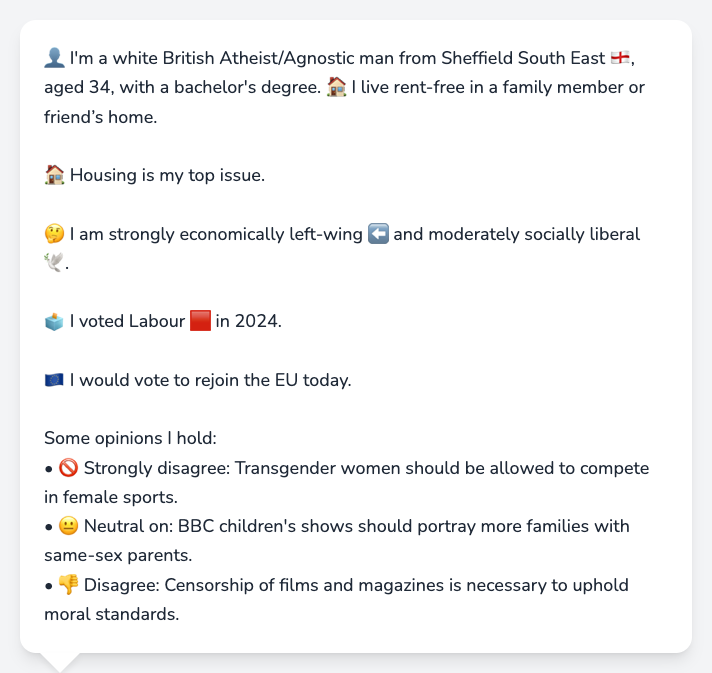 👤 I'm a white British Atheist/Agnostic man from Sheffield South East 🏴󠁧󠁢󠁥󠁮󠁧󠁿,
aged 34, with a bachelor's degree. 🏠 I live rent-free in a family member or
friend’s home.
🏠 Housing is my top issue.
🤔 I am strongly economically left-wing ⬅️ and moderately socially liberal
🕊️.
🗳️ I voted Labour 🟥 in 2024.
🇪🇺 I would vote to rejoin the EU today.
Some opinions I hold:
• 🚫 Strongly disagree: Transgender women should be allowed to compete
in female sports.
• 😐 Neutral on: BBC children's shows should portray more families with
same-sex parents.
• 👎 Disagree: Censorship of films and magazines is necessary to uphold
moral standards.